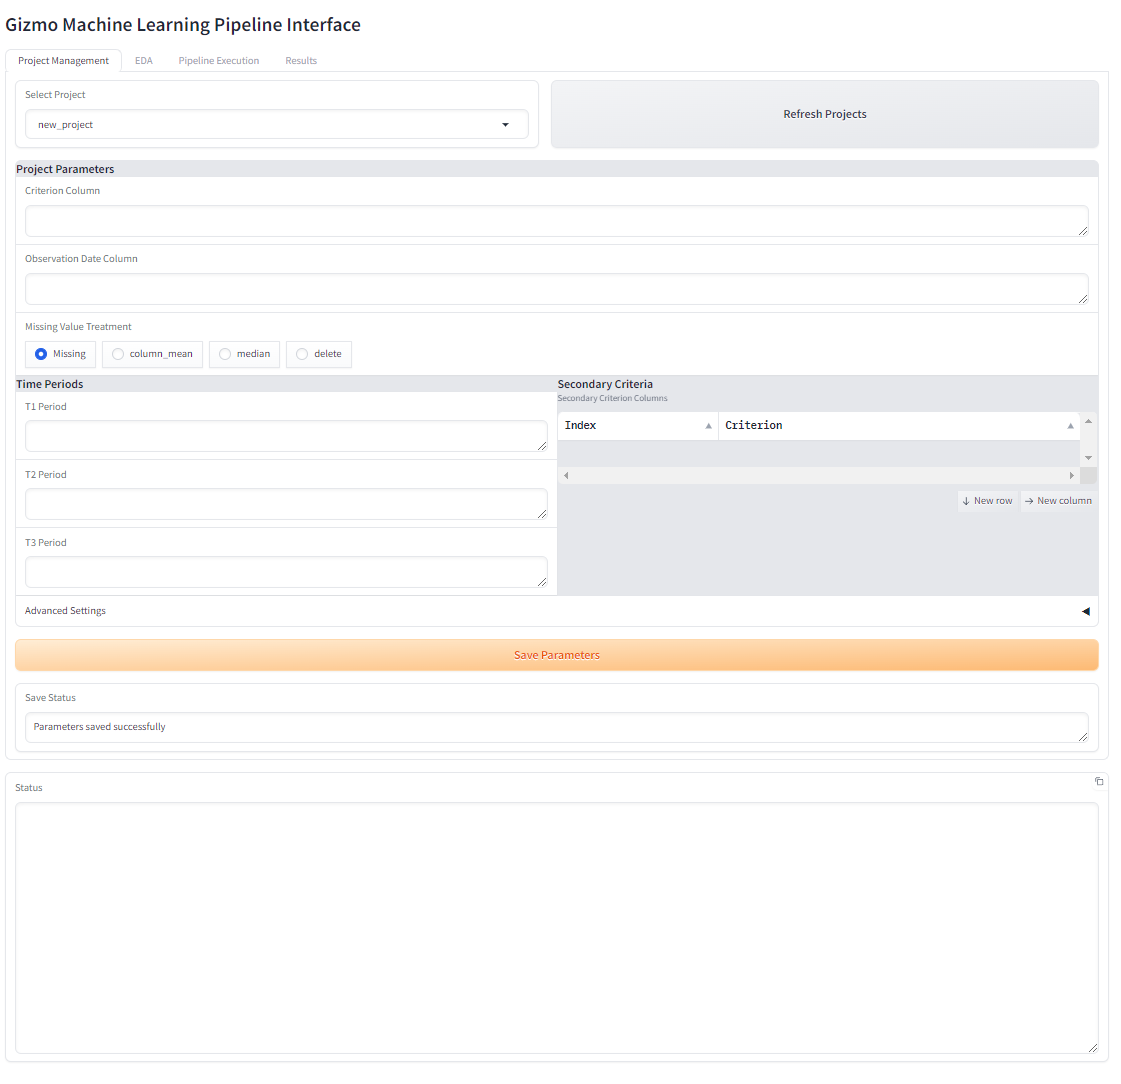 Gizmo Machine Learning Pipeline Interface
Project Management EDA Pipeline Execution Results
Select Project
new_project
Refresh Projects
Project Parameters
Criterion Column
Observation Date Column
Missing Value Treatment
Missing column_mean median delete
Time Periods
T1 Period
T2 Period
T3 Period
Secondary Criteria
Secondary Criterion Columns
Index Criterion
New row New column
Advanced Settings
Save Parameters
Save Status
Parameters saved successfully
Status